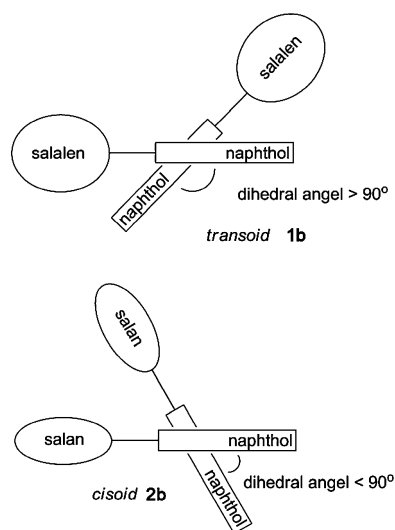 salalen
salalen
naphthol
naphthol
dihedral angel > 90°
transoid 1b
salan
salan
naphthol
naphthol
dihedral angel < 90°
cisoid 2b